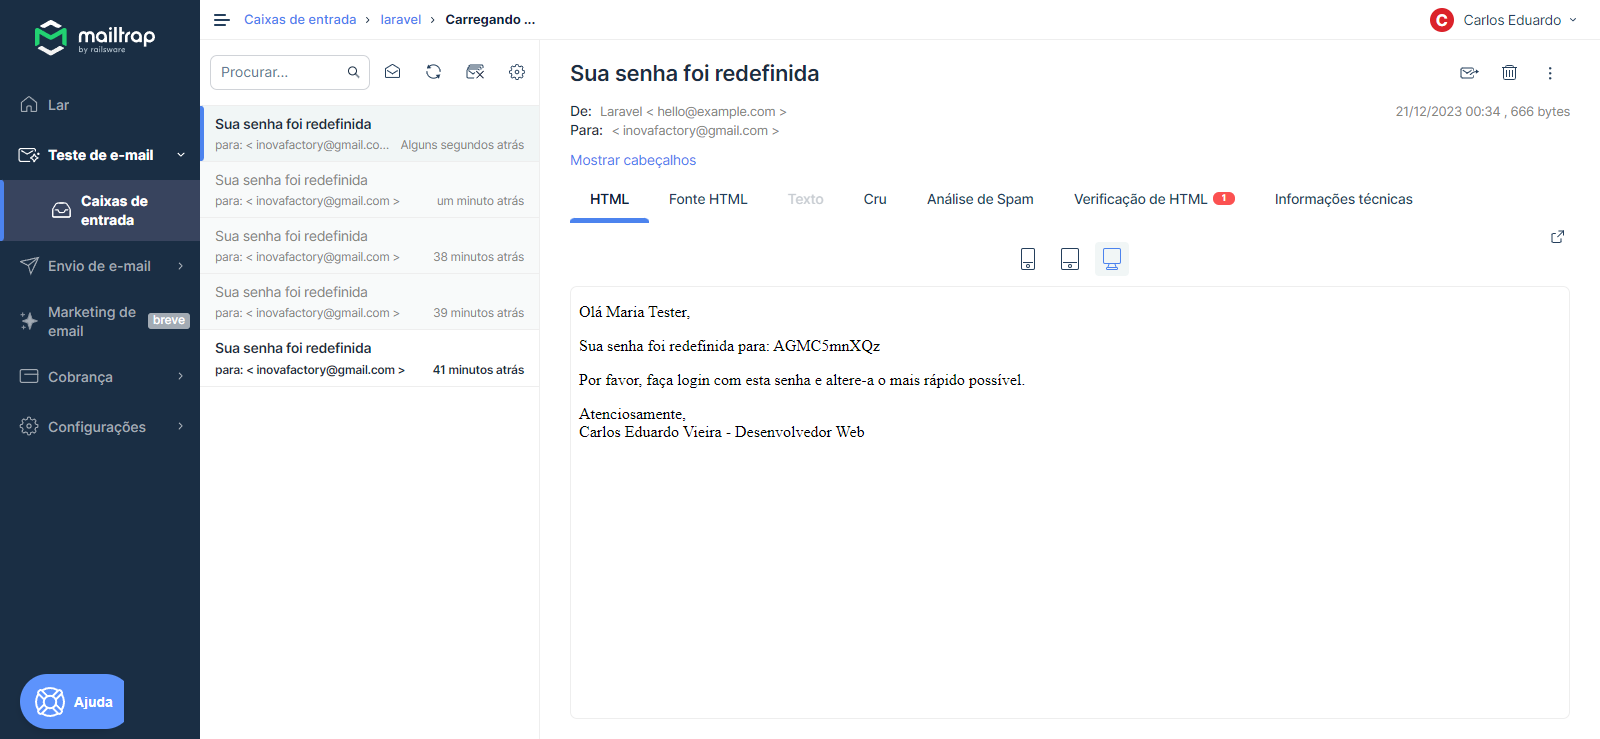 mailtrap
by railsware
Lar
Teste de e-mail
Caixas de
entrada
Envio de e-mail
Marketing de
email
breve
Cobrança
Configurações
Ajuda
Caixas de entrada › laravel › Carregando ...
C Carlos Eduardo
Procurar...
Sua senha foi redefinida
para: < inovafactory@gmail.co... Alguns segundos atrás
Sua senha foi redefinida
para: < inovafactory@gmail.com > um minuto atrás
Sua senha foi redefinida
para: < inovafactory@gmail.com > 38 minutos atrás
Sua senha foi redefinida
para: < inovafactory@gmail.com > 39 minutos atrás
Sua senha foi redefinida
para: < inovafactory@gmail.com > 41 minutos atrás
Sua senha foi redefinida
De: Laravel < hello@example.com > 21/12/2023 00:34 , 666 bytes
Para: < inovafactory@gmail.com >
Mostrar cabeçalhos
HTML Fonte HTML Texto Cru Análise de Spam Verificação de HTML 1 Informações técnicas
Olá Maria Tester,
Sua senha foi redefinida para: AGMC5mnXQz
Por favor, faça login com esta senha e altere-a o mais rápido possível.
Atenciosamente,
Carlos Eduardo Vieira - Desenvolvedor Web